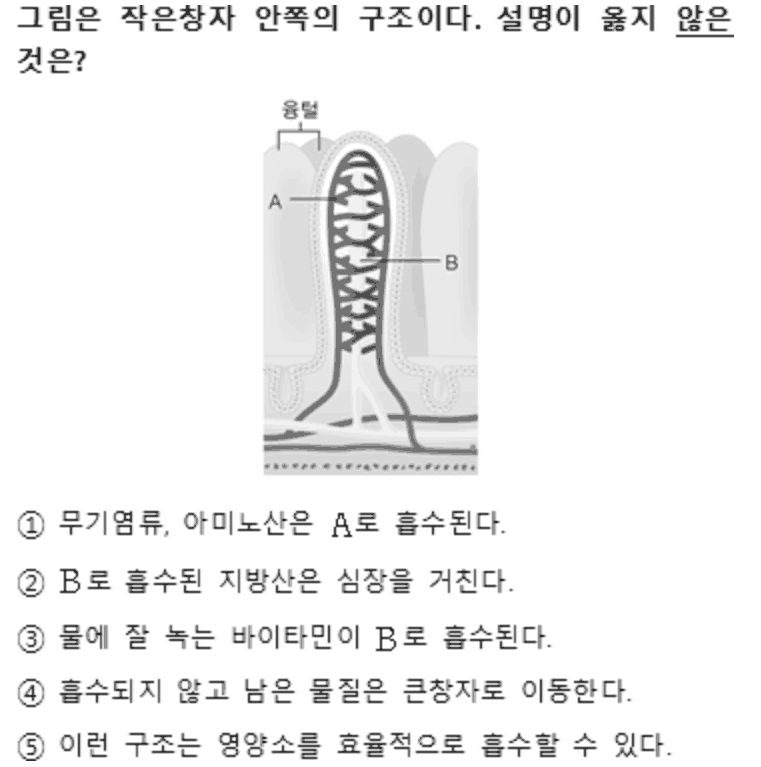 그림은 작은창자 안쪽의 구조이다. 설명이 옳지 않은
것은?
융털
A
B
① 무기염류, 아미노산은 A로 흡수된다.
② B로 흡수된 지방산은 심장을 거친다.
③ 물에 잘 녹는 바이타민이 B로 흡수된다.
④ 흡수되지 않고 남은 물질은 큰창자로 이동한다.
⑤ 이런 구조는 영양소를 효율적으로 흡수할 수 있다.